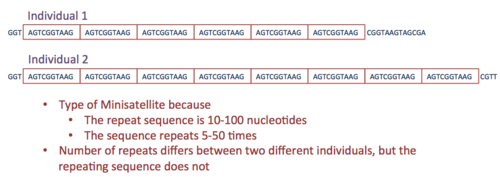 Individual 1
GGT AGTCGGTAAG AGTCGGTAAG AGTCGGTAAG AGTCGGTAAG AGTCGGTAAG AGTCGGTAAG CGGTAAGTAGCGA
Individual 2
GGT AGTCGGTAAG AGTCGGTAAG AGTCGGTAAG AGTCGGTAAG AGTCGGTAAG AGTCGGTAAG AGTCGGTAAG AGTCGGTAAG CGTT
• Type of Minisatellite because
• The repeat sequence is 10-100 nucleotides
• The sequence repeats 5-50 times
• Number of repeats differs between two different individuals, but the
repeating sequence does not